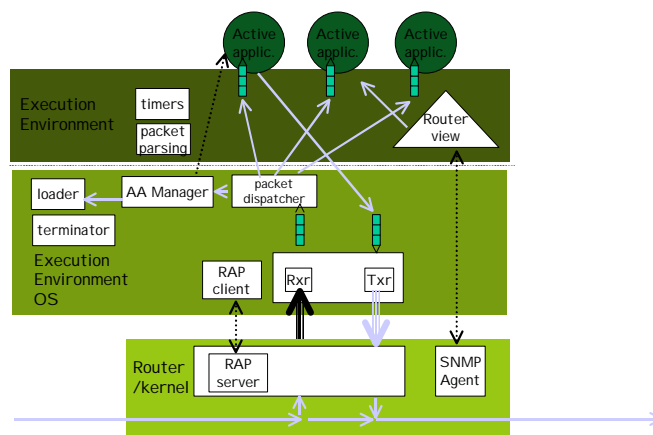 Active
applic.
Active
applic.
Active
applic.
Execution
Environment
timers
packet
parsing
Router
view
loader
AA Manager
packet
dispatcher
terminator
Execution
Environment
OS
RAP
client
Rxr
Txr
Router
/kernel
RAP
server
SNMP
Agent